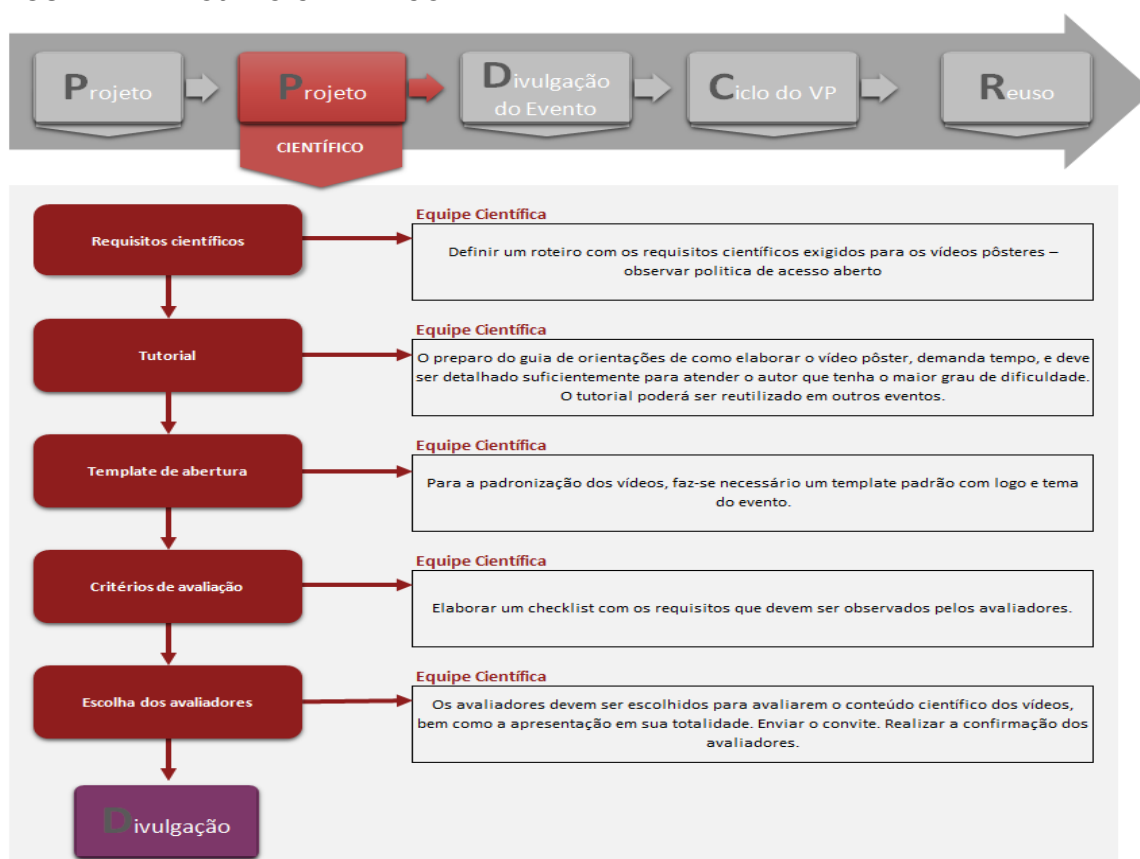 Projeto
Projeto
Divulgação
do Evento
Ciclo do VP
Reuso
CIENTÍFICO
Requisitos científicos
Equipe Científica
Definir um roteiro com os requisitos científicos exigidos para os vídeos pôsteres –
observar politica de acesso aberto
Tutorial
Equipe Científica
O preparo do guia de orientações de como elaborar o vídeo pôster, demanda tempo, e deve
ser detalhado suficientemente para atender o autor que tenha o maior grau de dificuldade.
O tutorial poderá ser reutilizado em outros eventos.
Template de abertura
Equipe Científica
Para a padronização dos vídeos, faz-se necessário um template padrão com logo e tema
do evento.
Critérios de avaliação
Equipe Científica
Elaborar um checklist com os requisitos que devem ser observados pelos avaliadores.
Escolha dos avaliadores
Equipe Científica
Os avaliadores devem ser escolhidos para avaliarem o conteúdo científico dos vídeos,
bem como a apresentação em sua totalidade. Enviar o convite. Realizar a confirmação dos
avaliadores.
Divulgação